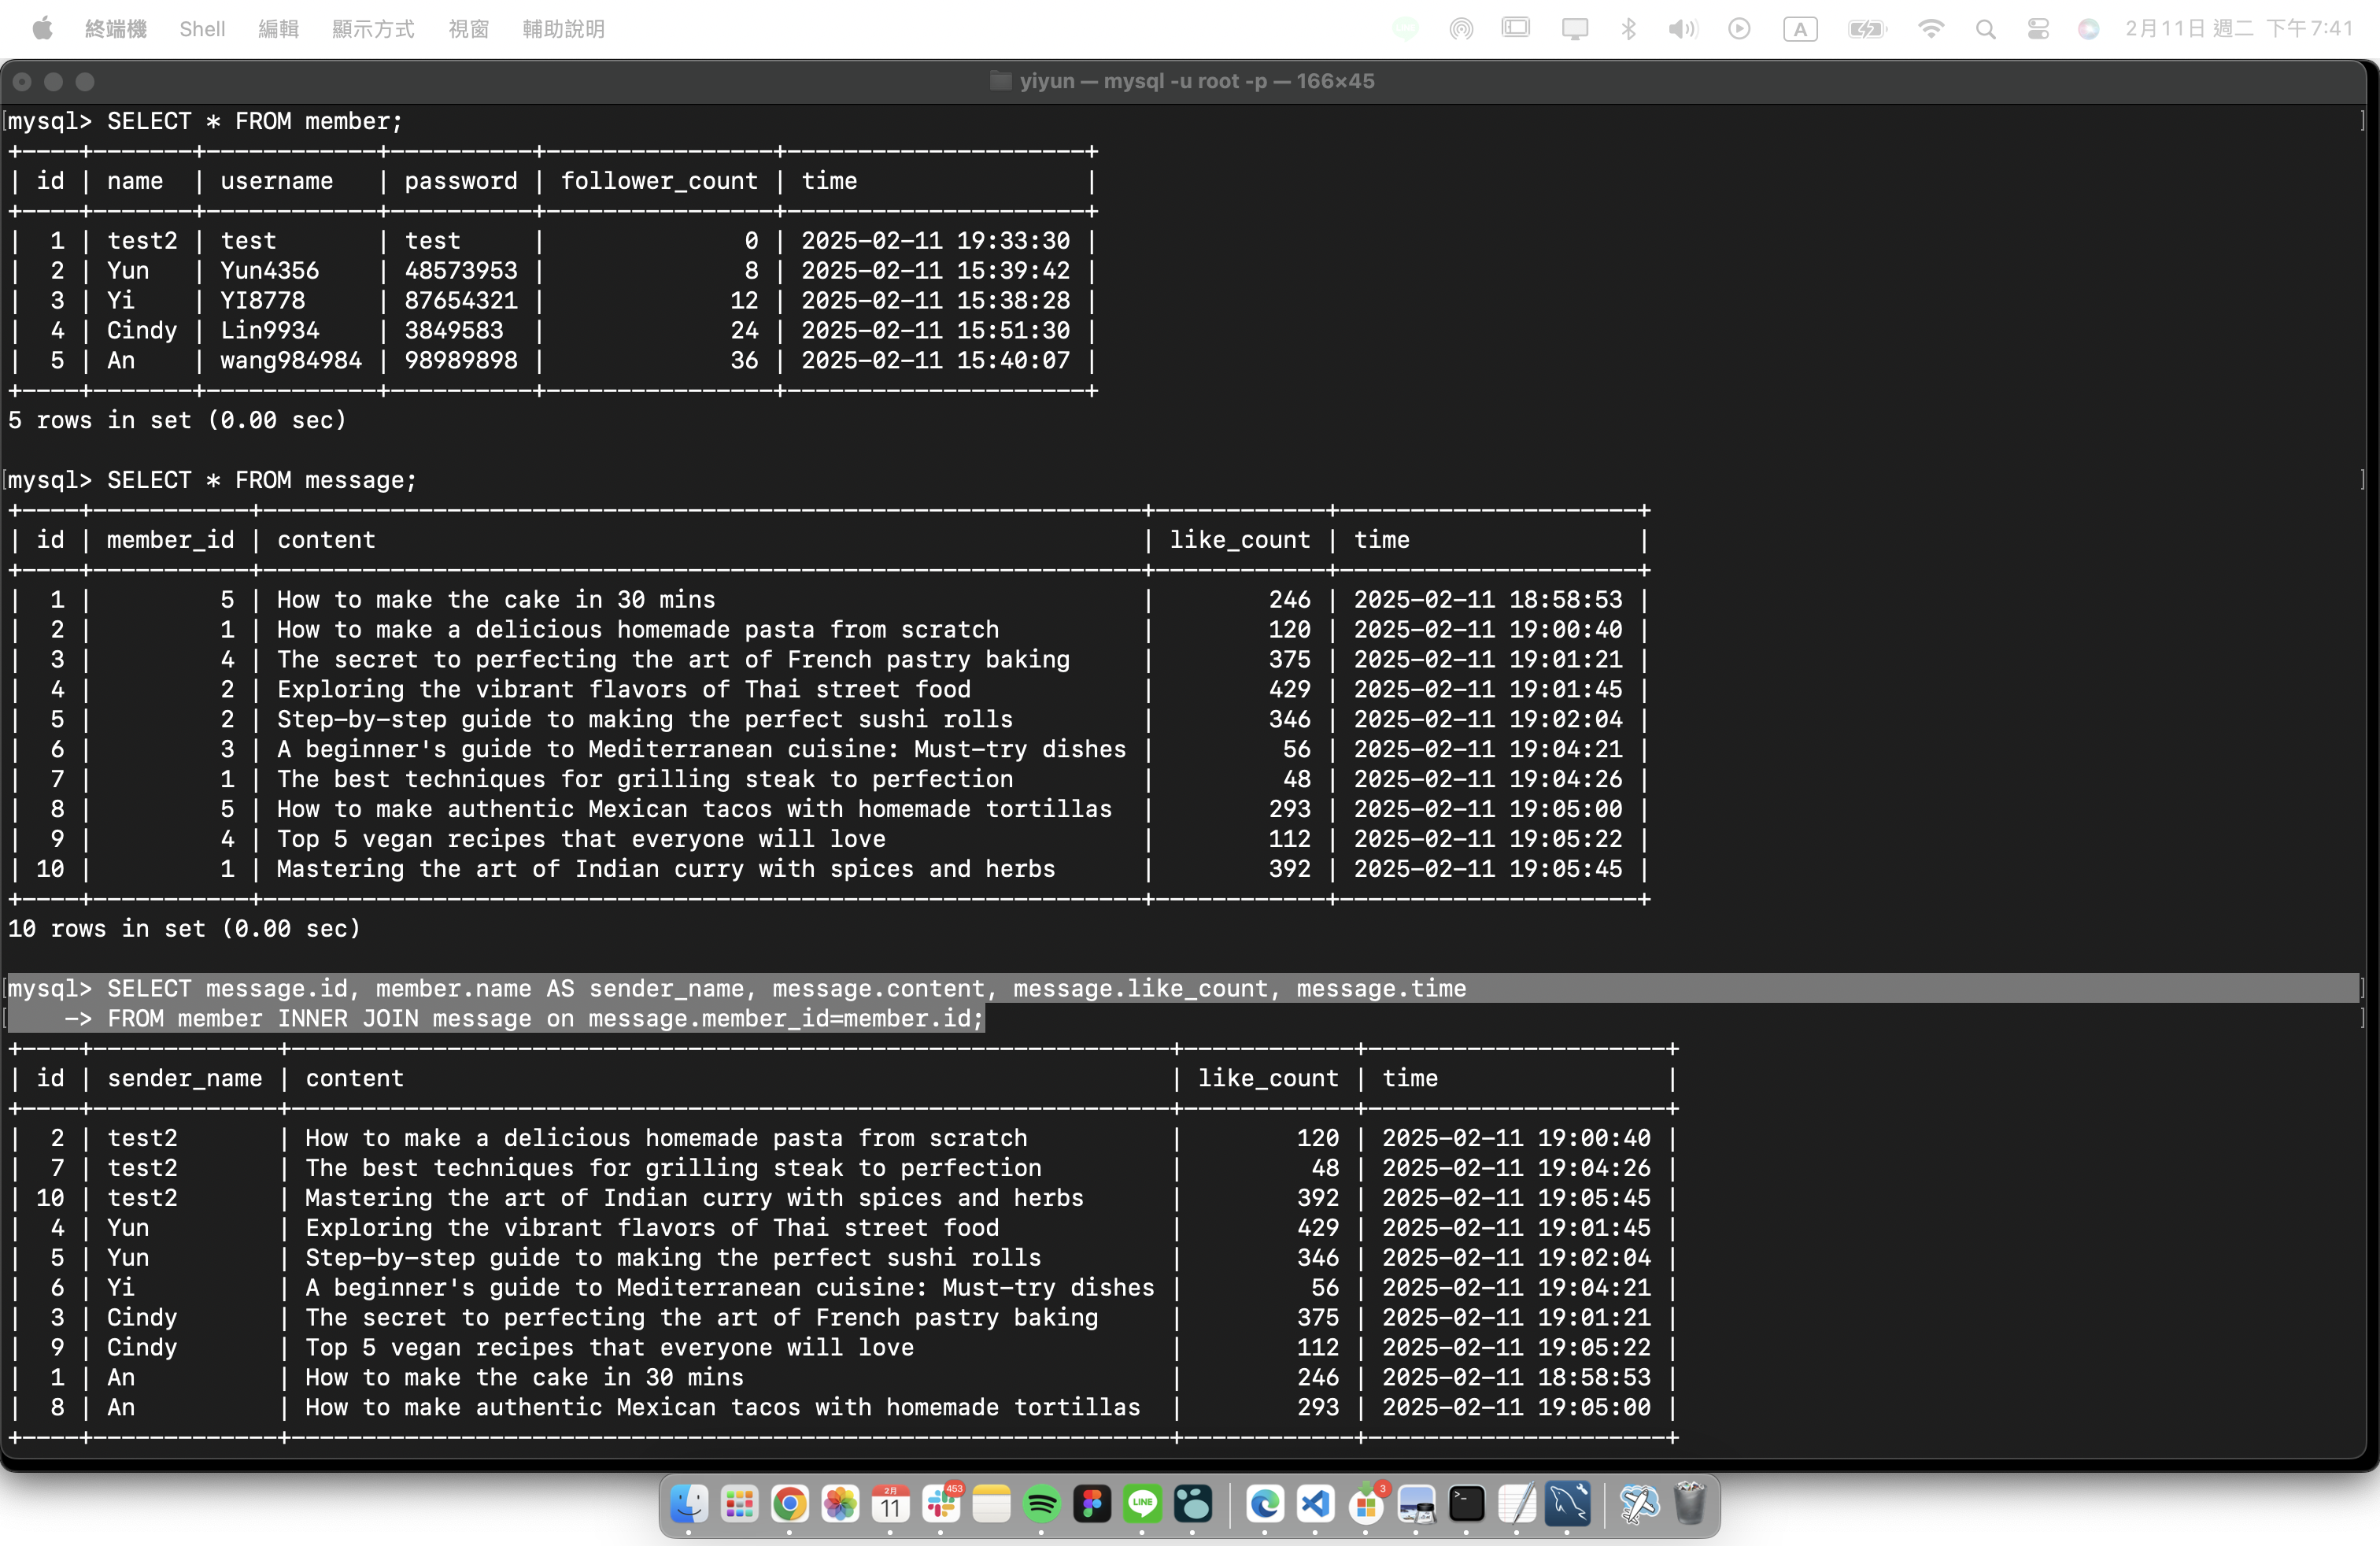 終端機 Shell 編輯 顯示方式 視窗 輔助說明 A 2月11日 週二 下午7:41
yiyun — mysql -u root -p — 166×45
mysql> SELECT * FROM member;
+----+-------+------------+----------+----------------+---------------------+
| id | name  | username   | password | follower_count | time                |
+----+-------+------------+----------+----------------+---------------------+
|  1 | test2 | test       | test     |              0 | 2025-02-11 19:33:30 |
|  2 | Yun   | Yun4356    | 48573953 |              8 | 2025-02-11 15:39:42 |
|  3 | Yi    | YI8778     | 87654321 |             12 | 2025-02-11 15:38:28 |
|  4 | Cindy | Lin9934    | 3849583  |             24 | 2025-02-11 15:51:30 |
|  5 | An    | wang984984 | 98989898 |             36 | 2025-02-11 15:40:07 |
+----+-------+------------+----------+----------------+---------------------+
5 rows in set (0.00 sec)
mysql> SELECT * FROM message;
+----+-----------+--------------------------------------------------------------+------------+---------------------+
| id | member_id | content                                                      | like_count | time                |
+----+-----------+--------------------------------------------------------------+------------+---------------------+
|  1 |         5 | How to make the cake in 30 mins                              |        246 | 2025-02-11 18:58:53 |
|  2 |         1 | How to make a delicious homemade pasta from scratch          |        120 | 2025-02-11 19:00:40 |
|  3 |         4 | The secret to perfecting the art of French pastry baking     |        375 | 2025-02-11 19:01:21 |
|  4 |         2 | Exploring the vibrant flavors of Thai street food            |        429 | 2025-02-11 19:01:45 |
|  5 |         2 | Step-by-step guide to making the perfect sushi rolls         |        346 | 2025-02-11 19:02:04 |
|  6 |         3 | A beginner's guide to Mediterranean cuisine: Must-try dishes |         56 | 2025-02-11 19:04:21 |
|  7 |         1 | The best techniques for grilling steak to perfection         |         48 | 2025-02-11 19:04:26 |
|  8 |         5 | How to make authentic Mexican tacos with homemade tortillas  |        293 | 2025-02-11 19:05:00 |
|  9 |         4 | Top 5 vegan recipes that everyone will love                  |        112 | 2025-02-11 19:05:22 |
| 10 |         1 | Mastering the art of Indian curry with spices and herbs      |        392 | 2025-02-11 19:05:45 |
+----+-----------+--------------------------------------------------------------+------------+---------------------+
10 rows in set (0.00 sec)
mysql> SELECT message.id, member.name AS sender_name, message.content, message.like_count, message.time
    -> FROM member INNER JOIN message on message.member_id=member.id;
+----+-------------+--------------------------------------------------------------+------------+---------------------+
| id | sender_name | content                                                      | like_count | time                |
+----+-------------+--------------------------------------------------------------+------------+---------------------+
|  2 | test2       | How to make a delicious homemade pasta from scratch          |        120 | 2025-02-11 19:00:40 |
|  7 | test2       | The best techniques for grilling steak to perfection         |         48 | 2025-02-11 19:04:26 |
| 10 | test2       | Mastering the art of Indian curry with spices and herbs      |        392 | 2025-02-11 19:05:45 |
|  4 | Yun         | Exploring the vibrant flavors of Thai street food            |        429 | 2025-02-11 19:01:45 |
|  5 | Yun         | Step-by-step guide to making the perfect sushi rolls         |        346 | 2025-02-11 19:02:04 |
|  6 | Yi          | A beginner's guide to Mediterranean cuisine: Must-try dishes |         56 | 2025-02-11 19:04:21 |
|  3 | Cindy       | The secret to perfecting the art of French pastry baking     |        375 | 2025-02-11 19:01:21 |
|  9 | Cindy       | Top 5 vegan recipes that everyone will love                  |        112 | 2025-02-11 19:05:22 |
|  1 | An          | How to make the cake in 30 mins                              |        246 | 2025-02-11 18:58:53 |
|  8 | An          | How to make authentic Mexican tacos with homemade tortillas  |        293 | 2025-02-11 19:05:00 |
+----+-------------+--------------------------------------------------------------+------------+---------------------+
2月 11 453 LINE 3